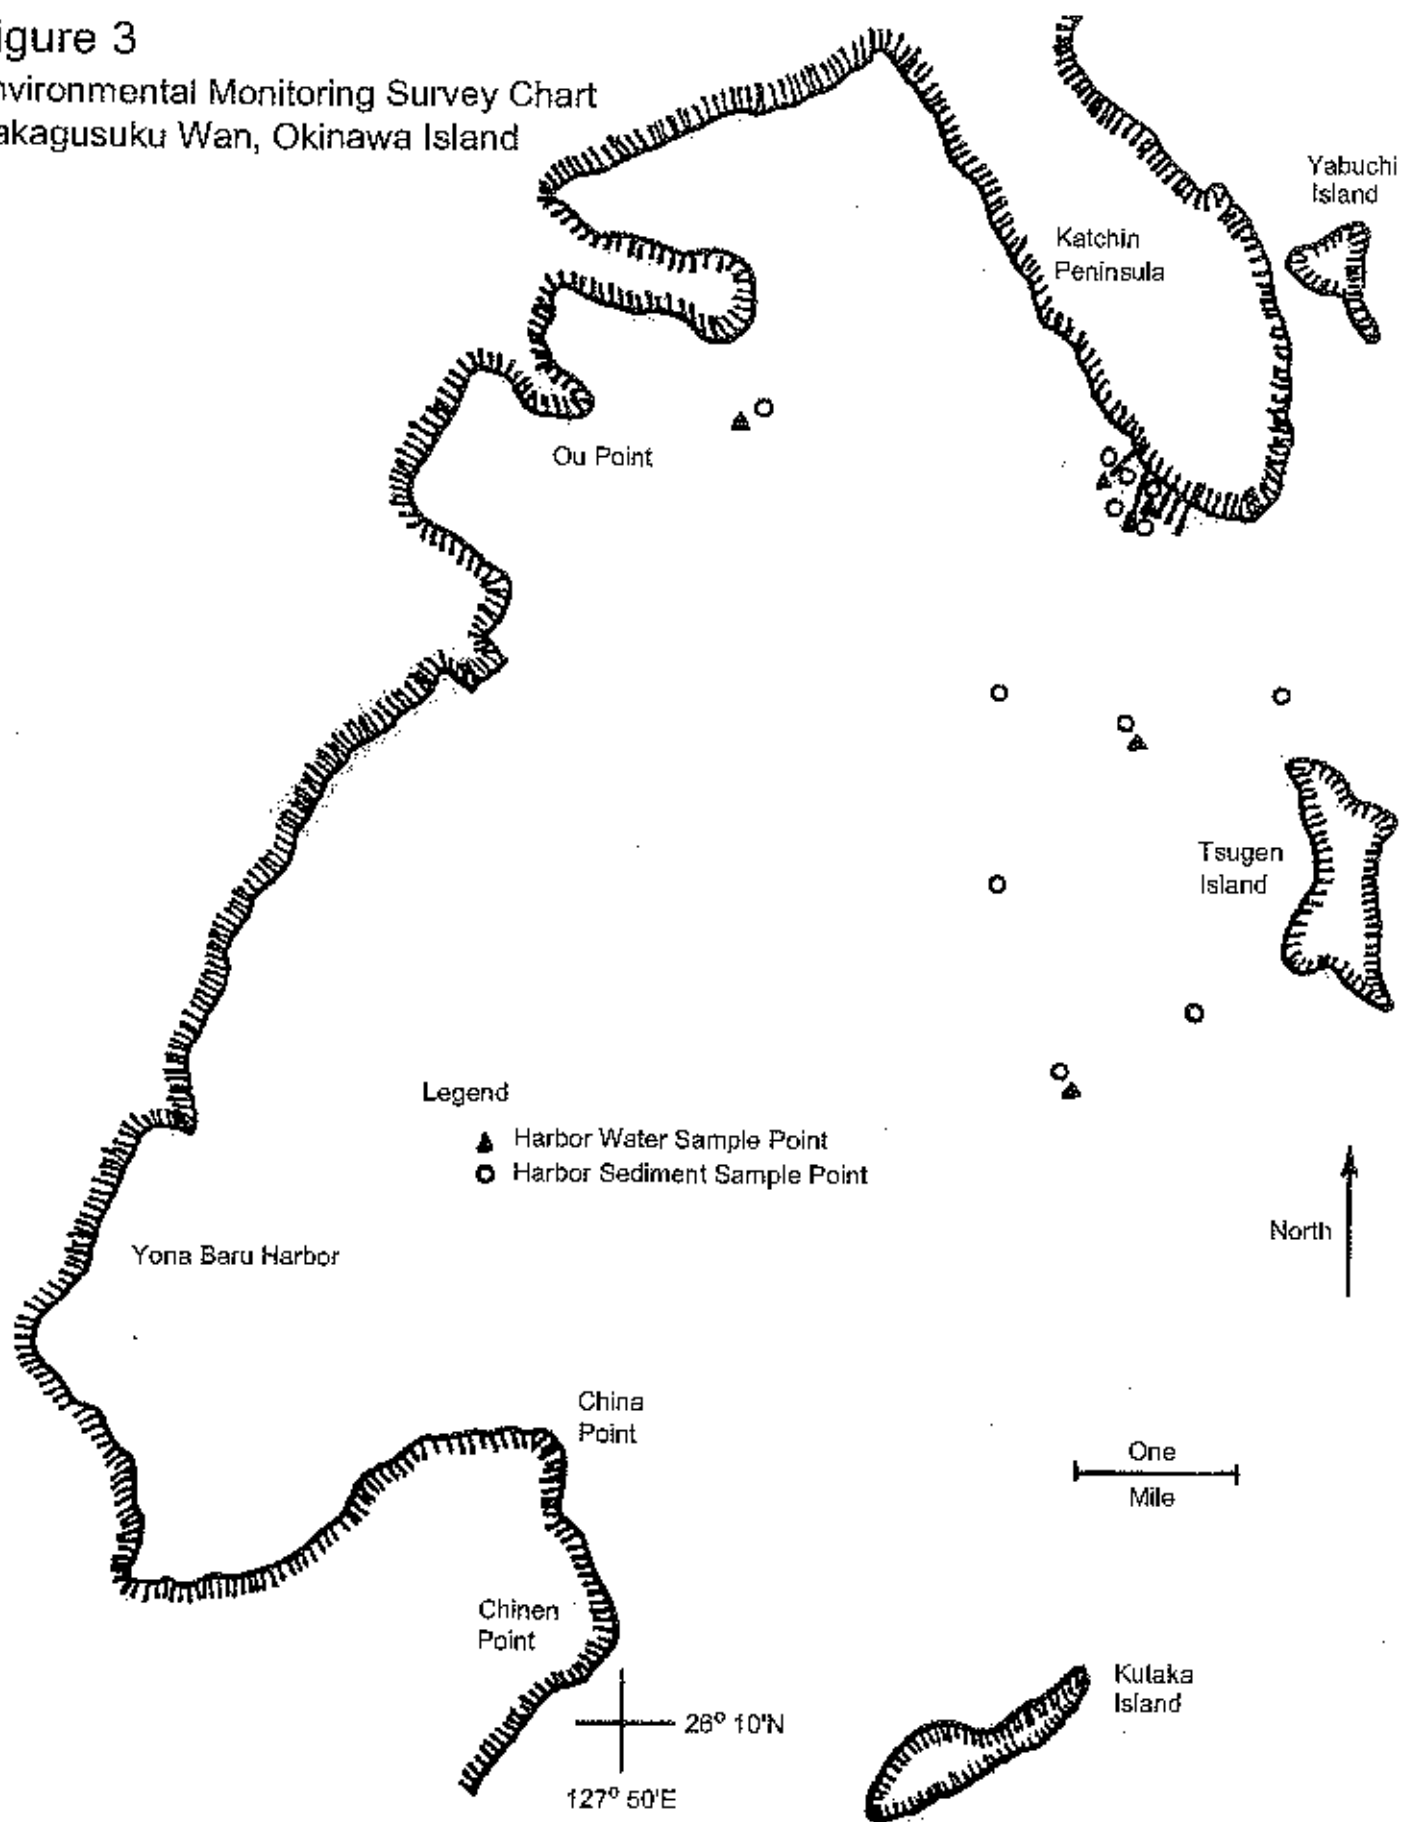 igure 3
nvironmental Monitoring Survey Chart
akagusuku Wan, Okinawa Island
Yabuchi
Island
Katchin
Peninsula
Ou Point
Tsugen
Island
Legend
Harbor Water Sample Point
Harbor Sediment Sample Point
North
Yona Baru Harbor
China
Point
One
Mile
Chinen
Point
Kutaka
Island
26° 10'N
127° 50'E